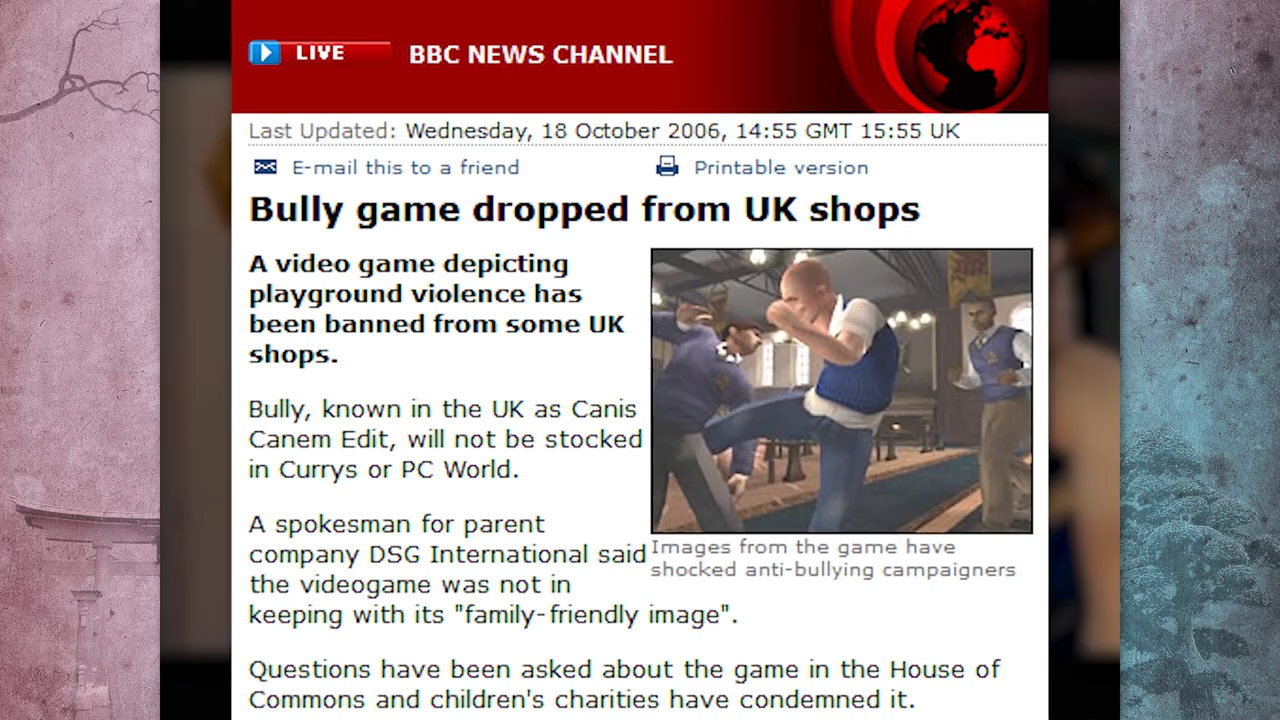 LIVE BBC NEWS CHANNEL
Last Updated: Wednesday, 18 October 2006, 14:55 GMT 15:55 UK
E-mail this to a friend Printable version
Bully game dropped from UK shops
A video game depicting
playground violence has
been banned from some UK
shops.
Bully, known in the UK as Canis
Canem Edit, will not be stocked
in Currys or PC World.
A spokesman for parent
company DSG International said
the videogame was not in
keeping with its "family-friendly image".
Images from the game have
shocked anti-bullying campaigners
Questions have been asked about the game in the House of
Commons and children's charities have condemned it.